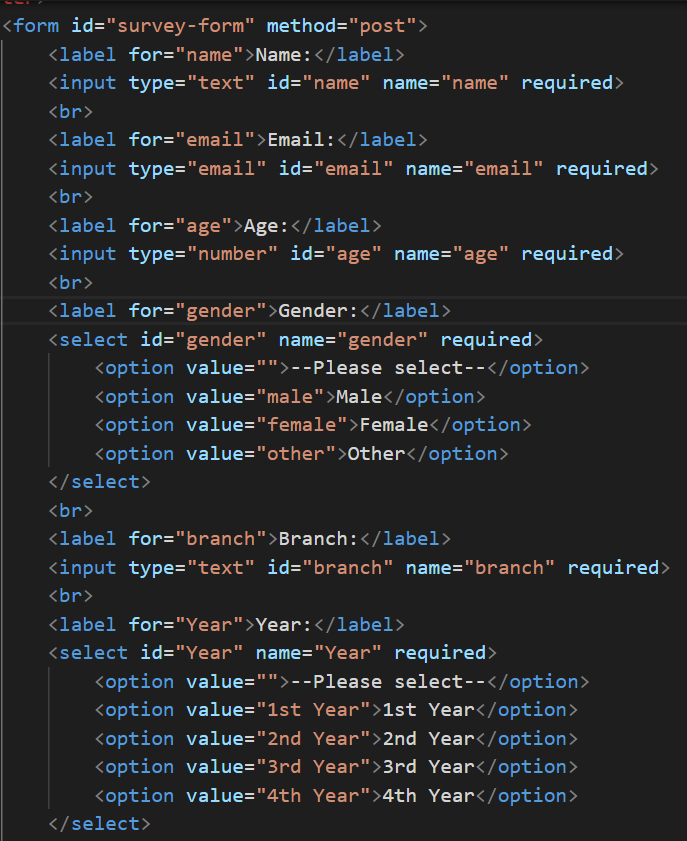 <form id="survey-form" method="post">
<label for="name">Name:</label>
<input type="text" id="name" name="name" required>
<br>
<label for="email">Email:</label>
<input type="email" id="email" name="email" required>
<br>
<label for="age">Age:</label>
<input type="number" id="age" name="age" required>
<br>
<label for="gender">Gender:</label>
<select id="gender" name="gender" required>
<option value="">--Please select--</option>
<option value="male">Male</option>
<option value="female">Female</option>
<option value="other">Other</option>
</select>
<br>
<label for="branch">Branch:</label>
<input type="text" id="branch" name="branch" required>
<br>
<label for="Year">Year:</label>
<select id="Year" name="Year" required>
<option value="">--Please select--</option>
<option value="1st Year">1st Year</option>
<option value="2nd Year">2nd Year</option>
<option value="3rd Year">3rd Year</option>
<option value="4th Year">4th Year</option>
</select>